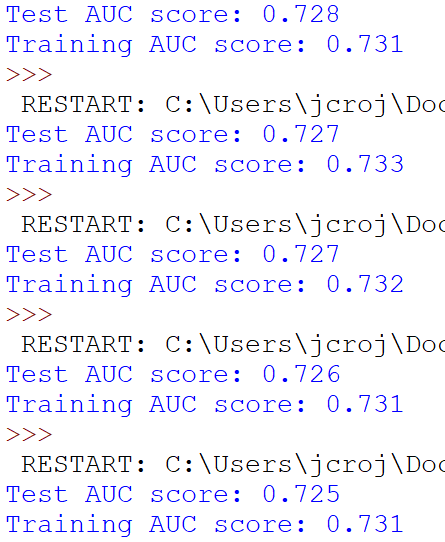 Test AUC score: 0.728
Training AUC score: 0.731
>>>
RESTART: C:\Users\jcroj\Doc
Test AUC score: 0.727
Training AUC score: 0.733
>>>
RESTART: C:\Users\jcroj\Doc
Test AUC score: 0.727
Training AUC score: 0.732
>>>
RESTART: C:\Users\jcroj\Doc
Test AUC score: 0.726
Training AUC score: 0.731
>>>
RESTART: C:\Users\jcroj\Doc
Test AUC score: 0.725
Training AUC score: 0.731